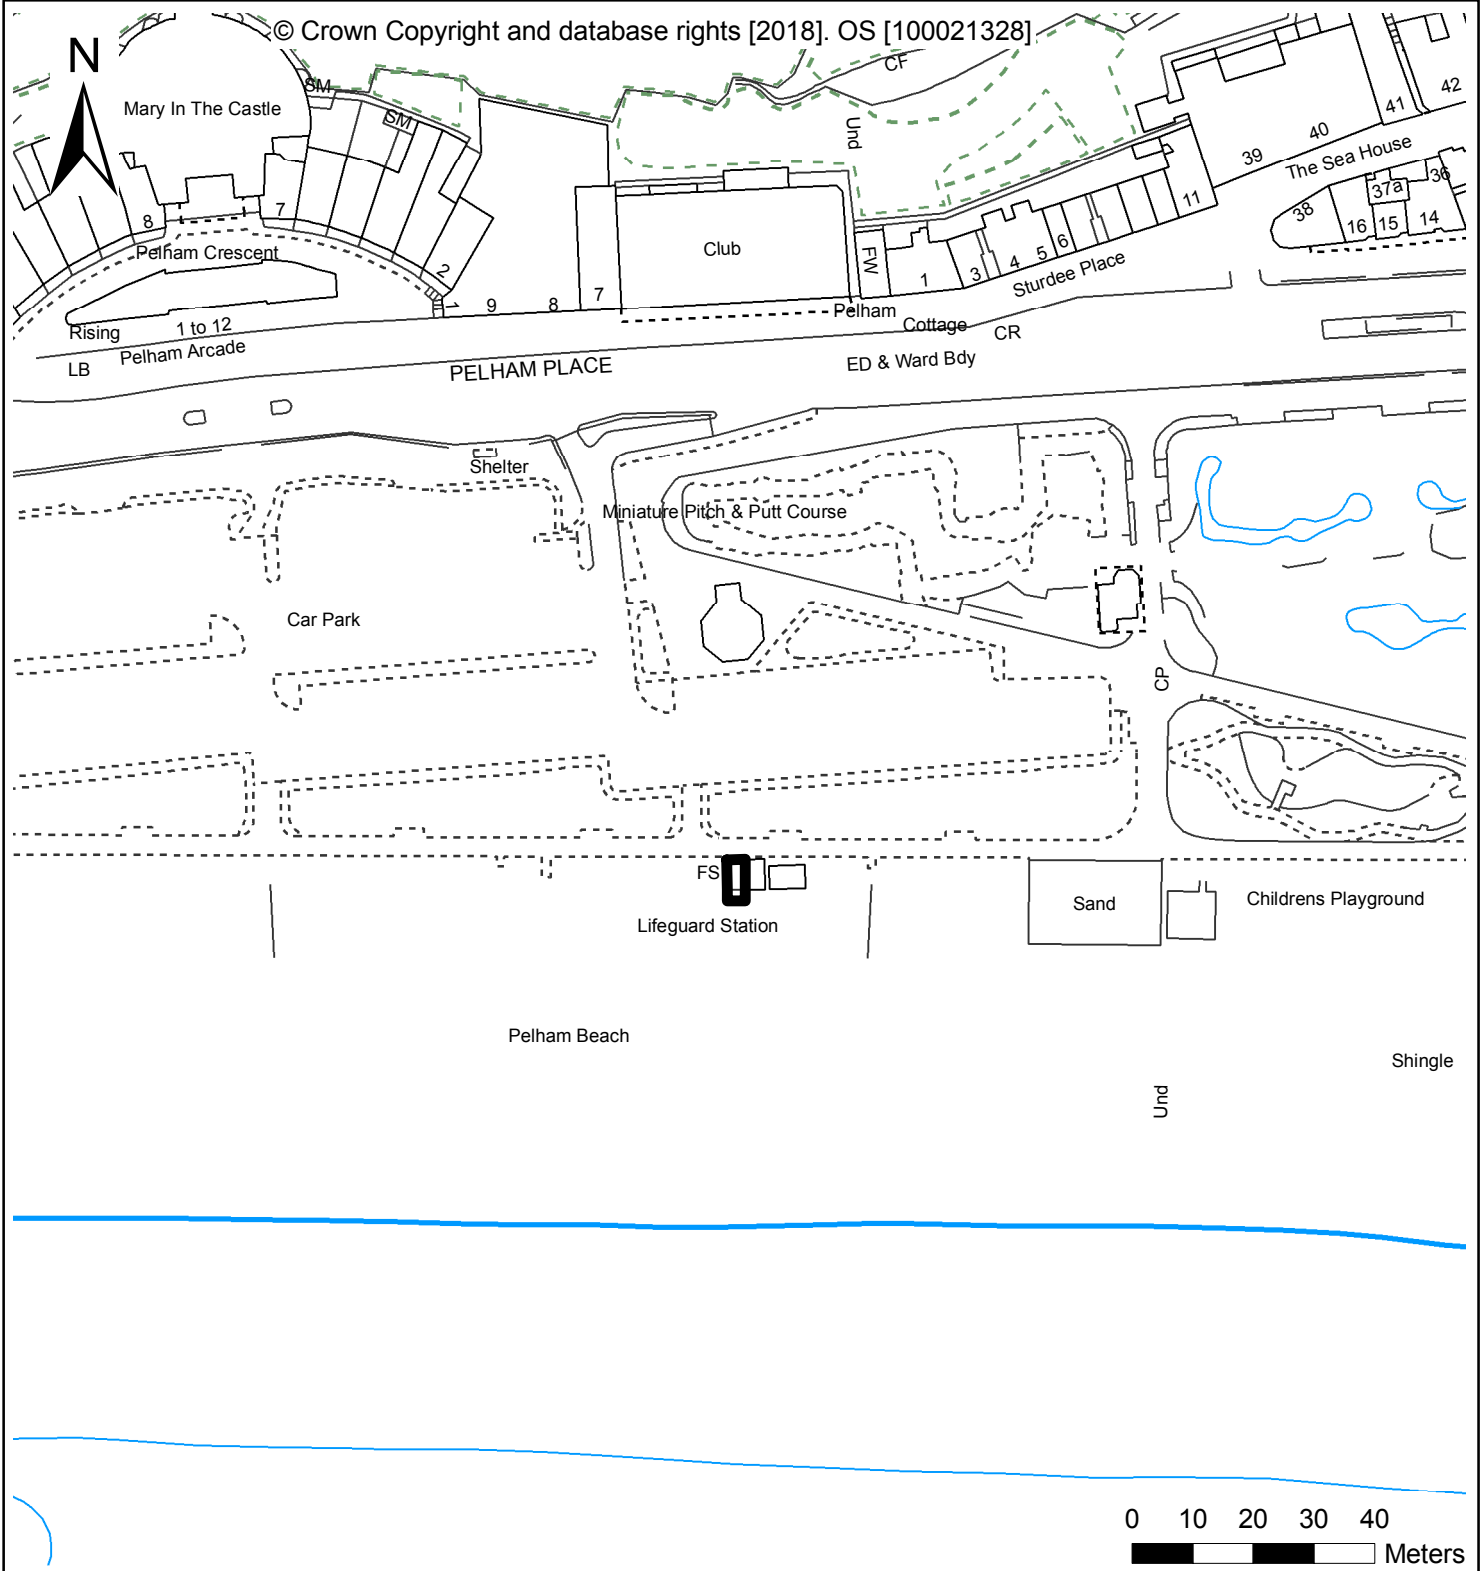 © Crown Copyright and database rights [2018]. OS [100021328]
N
CF
SM
Mary In The Castle
SM
Und
42
41
40
39
The Sea House
36
37a
38
16
15
14
11
8
7
Pelham Crescent
2
1
9
8
7
Club
FW
1
3
4
5
6
Sturdee Place
Pelham
Cottage
CR
Rising
1 to 12
Pelham Arcade
LB
PELHAM PLACE
ED & Ward Bdy
Shelter
Miniature Pitch & Putt Course
Car Park
CP
FS
Lifeguard Station
Sand
Childrens Playground
Pelham Beach
Shingle
Und
0 10 20 30 40
Meters